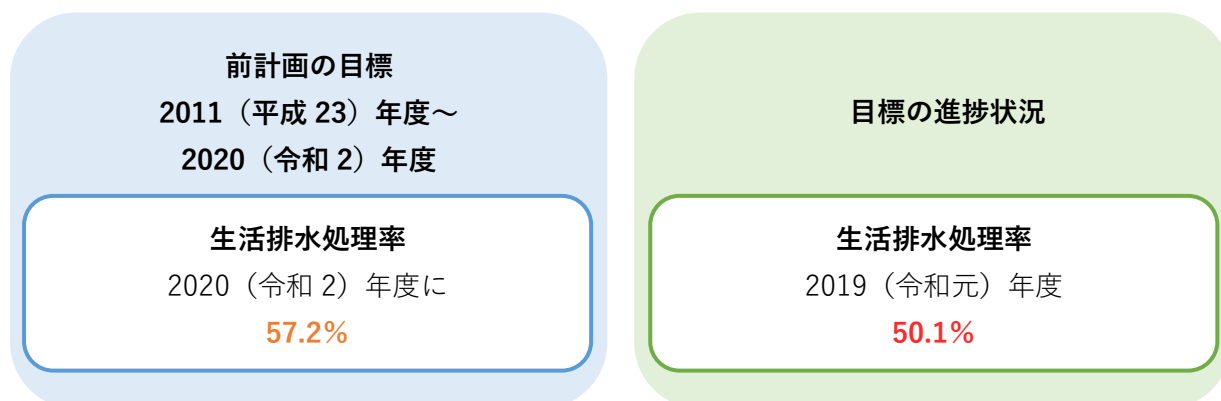 前計画の目標
2011（平成 23）年度～
2020（令和 2）年度
生活排水処理率
2020（令和 2）年度に
57.2%
目標の進捗状況
生活排水処理率
2019（令和元）年度
50.1%